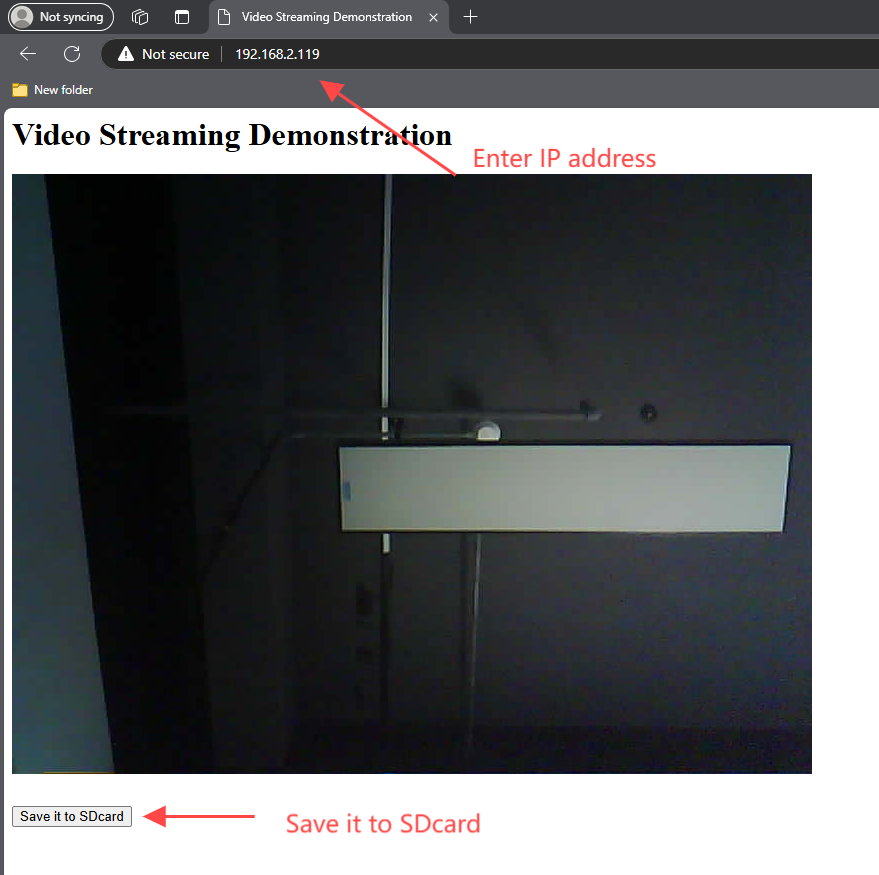 Not syncing
Video Streaming Demonstration
Not secure
192.168.2.119
New folder
Video Streaming Demonstration
Enter IP address
Save it to SDcard
Save it to SDcard